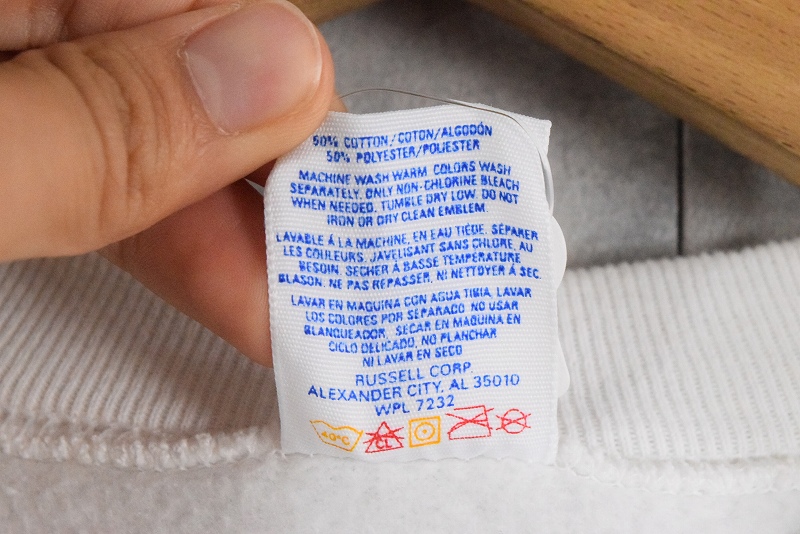 50% COTTON/COTON/ALGODÓN
50% POLYESTER/POLIESTER
MACHINE WASH WARM. COLORS WASH
SEPARATELY. ONLY NON-CHLORINE BLEACH
WHEN NEEDED. TUMBLE DRY LOW. DO NOT
IRON OR DRY CLEAN EMBLEM.
LAVABLE À LA MACHINE, EN EAU TIÈDE. SÉPARER
LES COULEURS. JAVELISANT SANS CHLORE, AU
BESOIN. SÉCHER À BASSE TEMPÉRATURE
BLASON: NE PAS REPASSER, NI NETTOYER À SEC.
LAVAR EN MAQUINA CON AGUA TIBIA, LAVAR
LOS COLORES POR SEPARADO NO USAR
BLANQUEADOR, SECAR EN MAQUINA EN
CICLO DELICADO, NO PLANCHAR
NI LAVAR EN SECO
RUSSELL CORP.
ALEXANDER CITY, AL 35010
WPL 7232
40°C CL